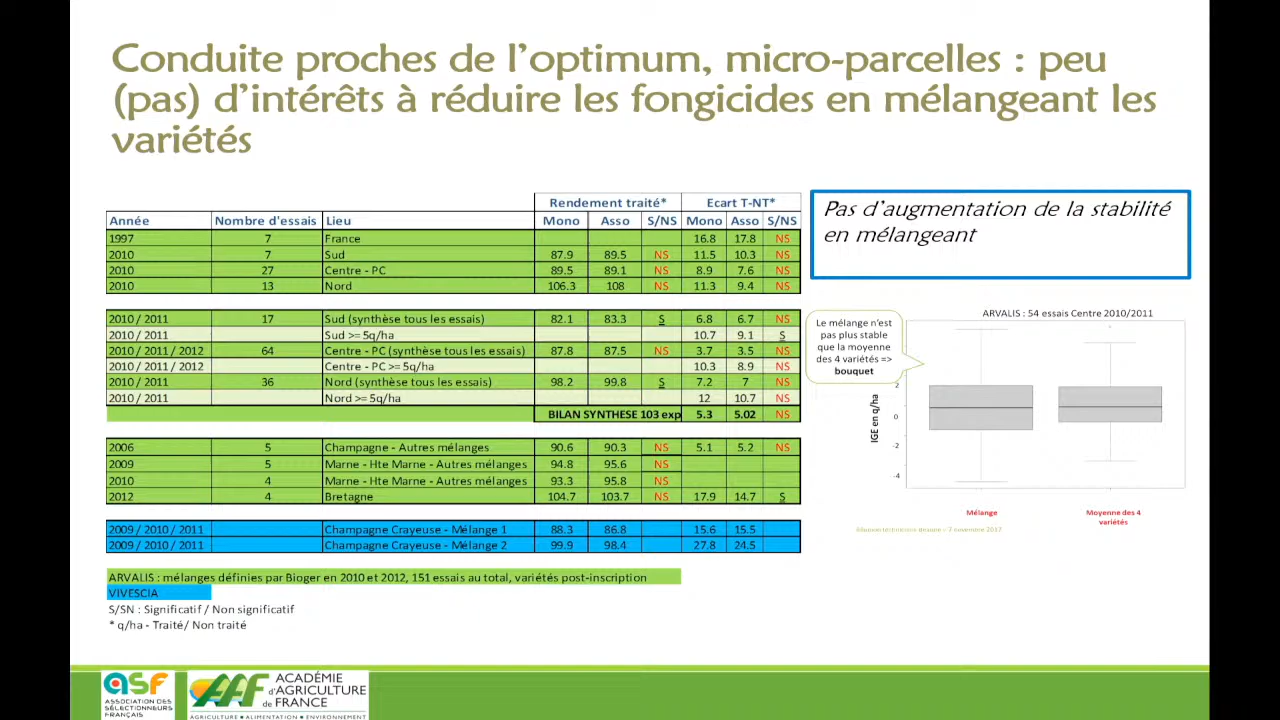 Conduite proches de l'optimum, micro-parcelles : peu
(pas) d'intérêts à réduire les fongicides en mélangeant les
variétés
Rendement traité* Ecart T-NT*
Année Nombre d'essais Lieu Mono Asso S/NS Mono Asso S/NS
1997 7 France 16.8 17.8 NS
2010 7 Sud 87.9 89.5 NS 11.5 10.3 NS
2010 27 Centre - PC 89.5 89.1 NS 8.9 7.6 NS
2010 13 Nord 106.3 108 NS 11.3 9.4 NS
2010 / 2011 17 Sud (synthèse tous les essais) 82.1 83.3 S 6.8 6.7 NS
2010 / 2011 Sud >= 5q/ha 10.7 9.1 S
2010 / 2011 / 2012 64 Centre - PC (synthèse tous les essais) 87.8 87.5 NS 3.7 3.5 NS
2010 / 2011 / 2012 Centre - PC >= 5q/ha 10.3 8.9 NS
2010 / 2011 36 Nord (synthèse tous les essais) 98.2 99.8 S 7.2 7 NS
2010 / 2011 Nord >= 5q/ha 12 10.7 NS
BILAN SYNTHESE 103 exp 5.3 5.02 NS
2006 5 Champagne - Autres mélanges 90.6 90.3 NS 5.1 5.2 NS
2009 5 Marne - Hte Marne - Autres mélanges 94.8 95.6 NS
2010 4 Marne - Hte Marne - Autres mélanges 93.3 95.8 NS
2012 4 Bretagne 104.7 103.7 NS 17.9 14.7 S
2009 / 2010 / 2011 Champagne Crayeuse - Mélange 1 88.3 86.8 15.6 15.5
2009 / 2010 / 2011 Champagne Crayeuse - Mélange 2 99.9 98.4 27.8 24.5
ARVALIS : mélanges définies par Bioger en 2010 et 2012, 151 essais au total, variétés post-inscription
VIVESCIA
S/SN : Significatif / Non significatif
* q/ha - Traité/ Non traité
Pas d'augmentation de la stabilité
en mélangeant
ARVALIS : 54 essais Centre 2010/2011
Le mélange n'est
pas plus stable
que la moyenne
des 4 variétés =>
bouquet
IGE en q/ha
2
0
-2
-4
Mélange
Moyenne des 4
variétés
7 novembre 2017
asf
ASSOCIATION DES
SÉLECTIONNEURS
FRANÇAIS
AAF
ACADÉMIE
d'AGRICULTURE
de FRANCE
AGRICULTURE ▪ ALIMENTATION ▪ ENVIRONNEMENT